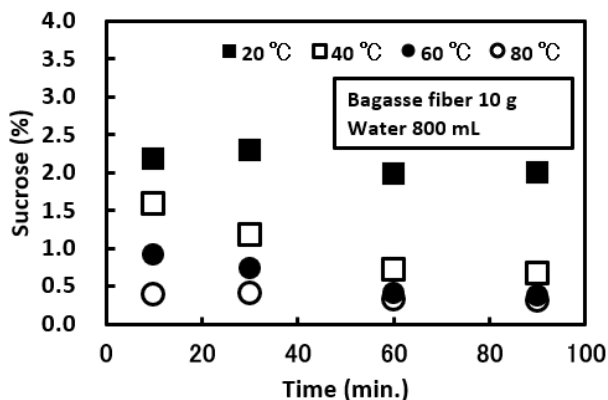 4.0
3.5
3.0
2.5
2.0
1.5
1.0
0.5
0.0
Sucrose (%)
20 ℃ 40 ℃ 60 ℃ 80 ℃
Bagasse fiber 10 g
Water 800 mL
0 20 40 60 80 100
Time (min.)